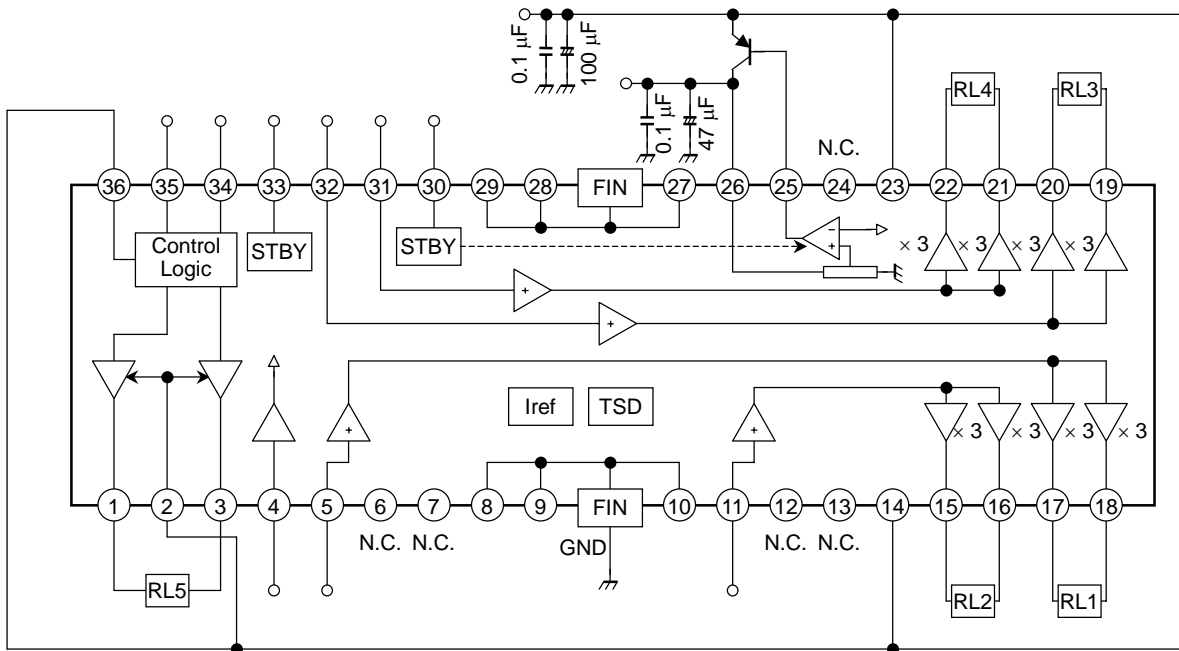 0.1 μF
100 μF
0.1 μF
47 μF
RL4
RL3
N.C.
36
35
34
33
32
31
30
29
28
FIN
27
26
25
24
23
22
21
20
19
Control
Logic
STBY
STBY
−
+
× 3
× 3
× 3
× 3
+
+
Iref
TSD
+
+
× 3
× 3
× 3
× 3
1
2
3
4
5
6
7
8
9
FIN
10
11
12
13
14
15
16
17
18
N.C.
N.C.
GND
N.C.
N.C.
RL5
RL2
RL1